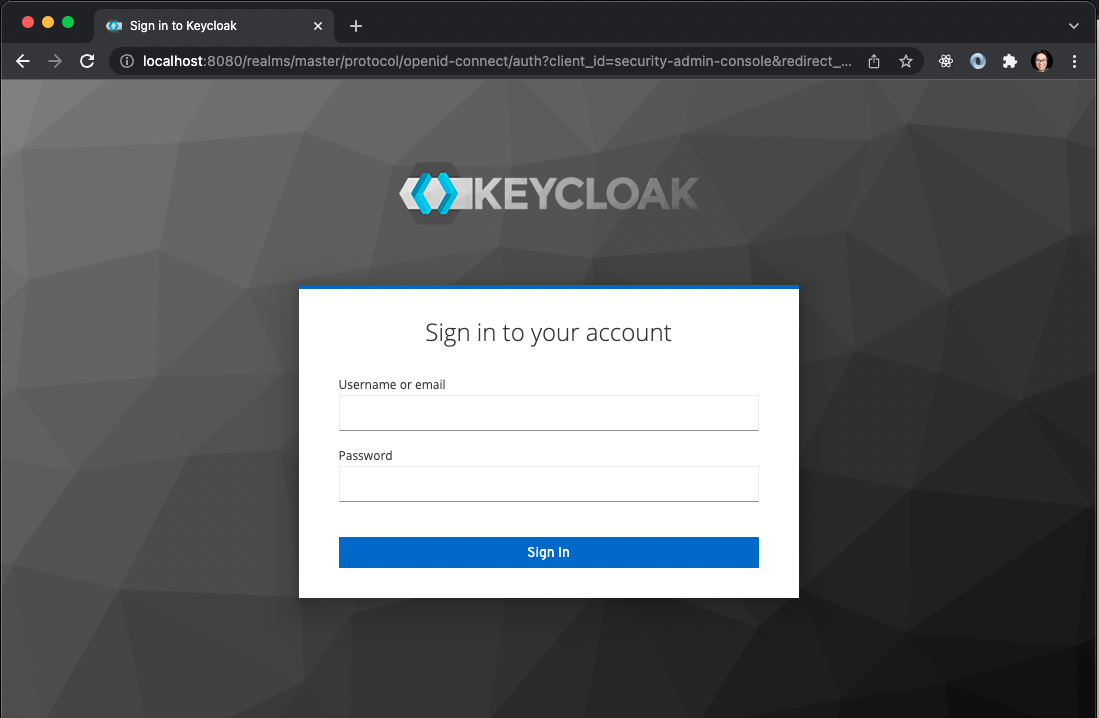 Sign in to Keycloak
localhost:8080/realms/master/protocol/openid-connect/auth?client_id=security-admin-console&redirect_...
KEYCLOAK
Sign in to your account
Username or email
Password
Sign In